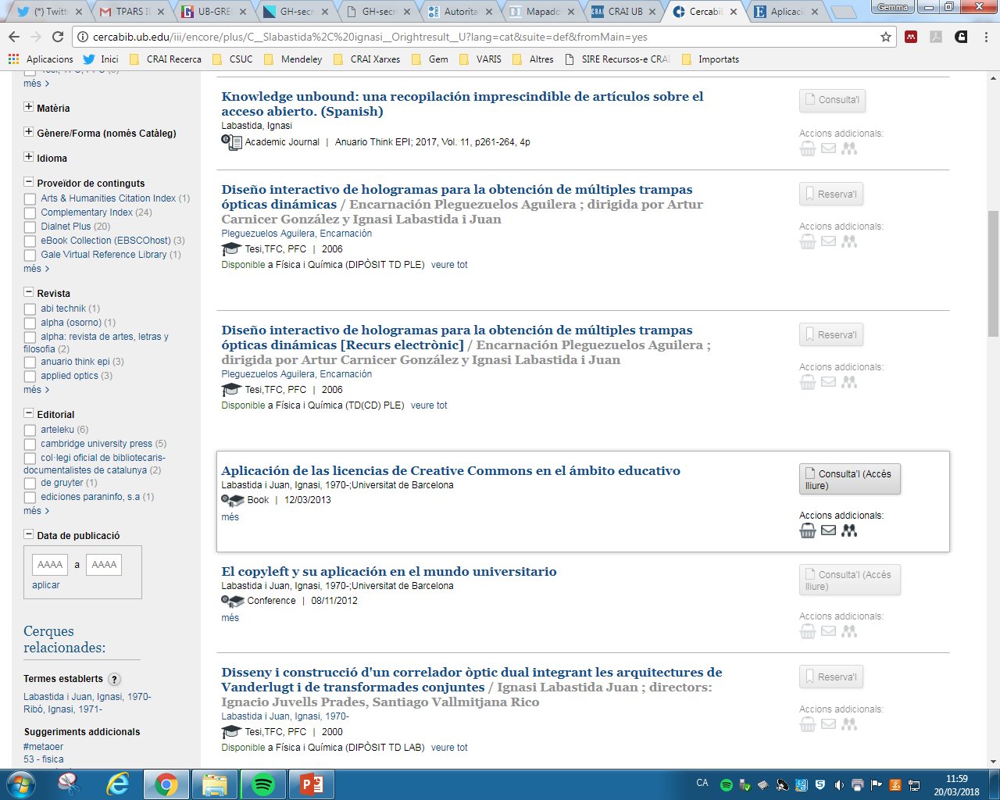 (*) Twitte
TPARS II
UB-GREC
GH-secr
GH-secr
Autorita
Mapado
CRAI UB
Cercabib
Aplicaci
Gemma
cercabib.ub.edu/iii/encore/plus/C__Slabastida%2C%20ignasi__Orightresult__U?lang=cat&suite=def&fromMain=yes
Aplicacions
Inici
CRAI Recerca
CSUC
Mendeley
CRAI Xarxes
Gem
VARIS
Altres
SIRE Recursos-e CRAI
Importats
més >
Matèria
Gènere/Forma (només Catàleg)
Idioma
Proveïdor de continguts
Arts & Humanities Citation Index (1)
Complementary Index (24)
Dialnet Plus (20)
eBook Collection (EBSCOhost) (3)
Gale Virtual Reference Library (1)
més >
Revista
abi technik (1)
alpha (osorno) (1)
alpha: revista de artes, letras y
filosofia (2)
anuario think epi (3)
applied optics (3)
més >
Editorial
arteleku (6)
cambridge university press (5)
col·legi oficial de bibliotecaris-
documentalistes de catalunya (2)
de gruyter (1)
ediciones paraninfo, s.a (1)
més >
Data de publicació
AAAA a AAAA
aplicar
Cerques
relacionades:
Termes establerts ?
Labastida i Juan, Ignasi, 1970-
Ribó, Ignasi, 1971-
Suggeriments addicionals
#metaoer
53 - fisica
Knowledge unbound: una recopilación imprescindible de artículos sobre el
acceso abierto. (Spanish)
Labastida, Ignasi
Academic Journal | Anuario Think EPI; 2017, Vol. 11, p261-264, 4p
Consulta'l
Accions addicionals:
Diseño interactivo de hologramas para la obtención de múltiples trampas
ópticas dinámicas / Encarnación Pleguezuelos Aguilera ; dirigida por Artur
Carnicer González y Ignasi Labastida i Juan
Pleguezuelos Aguilera, Encarnación
Tesi,TFC, PFC | 2006
Disponible a Física i Química (DIPÒSIT TD PLE) veure tot
Reserva'l
Accions addicionals:
Diseño interactivo de hologramas para la obtención de múltiples trampas
ópticas dinámicas [Recurs electrònic] / Encarnación Pleguezuelos Aguilera ;
dirigida por Artur Carnicer González y Ignasi Labastida i Juan
Pleguezuelos Aguilera, Encarnación
Tesi,TFC, PFC | 2006
Disponible a Física i Química (TD(CD) PLE) veure tot
Reserva'l
Accions addicionals:
Aplicación de las licencias de Creative Commons en el ámbito educativo
Labastida i Juan, Ignasi, 1970-;Universitat de Barcelona
Book | 12/03/2013
més
Consulta'l (Accés
lliure)
Accions addicionals:
El copyleft y su aplicación en el mundo universitario
Labastida i Juan, Ignasi, 1970-;Universitat de Barcelona
Conference | 08/11/2012
més
Consulta'l (Accés
lliure)
Accions addicionals:
Disseny i construcció d'un correlador òptic dual integrant les arquitectures de
Vanderlugt i de transformades conjuntes / Ignasi Labastida Juan ; directors:
Ignacio Juvells Prades, Santiago Vallmitjana Rico
Labastida i Juan, Ignasi, 1970-
Tesi,TFC, PFC | 2000
Disponible a Física i Química (DIPÒSIT TD LAB) veure tot
Reserva'l
Accions addicionals:
CA
11:59
20/03/2018